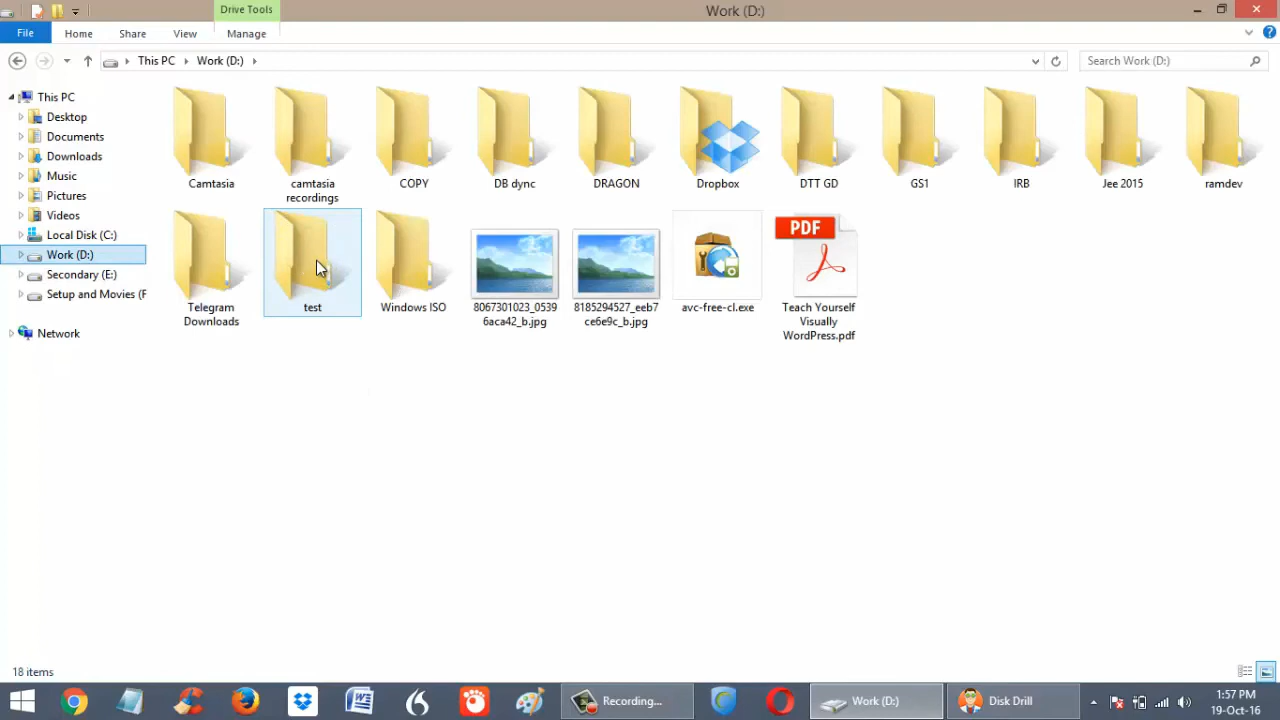 Drive Tools
Work (D:)
File
Home
Share
View
Manage
This PC
Work (D:)
Search Work (D:)
This PC
Desktop
Documents
Downloads
Music
Pictures
Videos
Local Disk (C:)
Work (D:)
Secondary (E:)
Setup and Movies (F
Network
Camtasia
camtasia
recordings
COPY
DB dync
DRAGON
Dropbox
DTT GD
GS1
IRB
Jee 2015
ramdev
Telegram
Downloads
test
Windows ISO
8067301023_0539
6aca42_b.jpg
8185294527_eeb7
ce6e9c_b.jpg
avc-free-cl.exe
PDF
Teach Yourself
Visually
WordPress.pdf
18 items
Recording...
Work (D:)
Disk Drill
1:57 PM
19-Oct-16